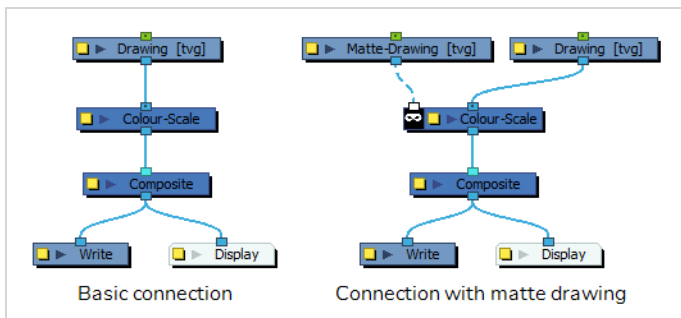 Drawing [tvg]
Colour-Scale
Composite
Write
Display
Basic connection
Matte-Drawing [tvg]
Drawing [tvg]
Colour-Scale
Composite
Write
Display
Connection with matte drawing